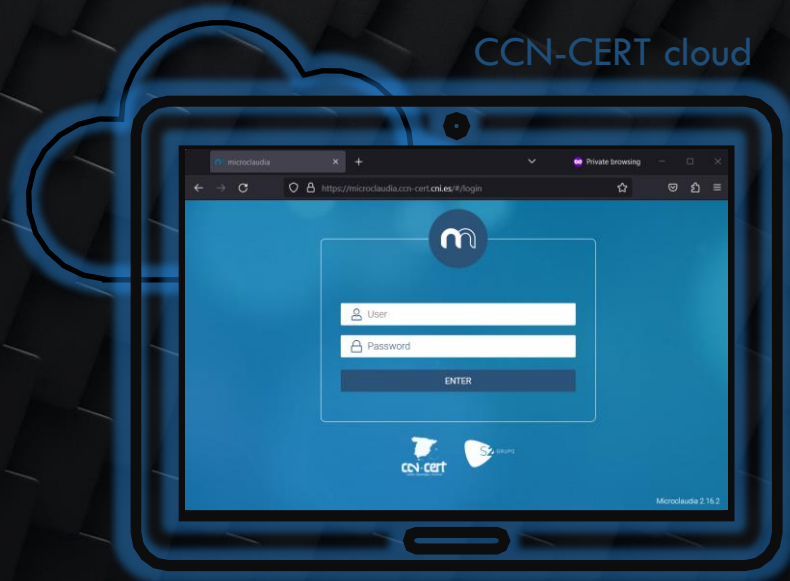 CCN-CERT cloud
microclaudia
Private browsing
https://microclaudia.ccn-cert.cni.es/#/login
m
User
Password
ENTER
ccn-cert
S2 GRUPO
Microclaudia 2.16.2